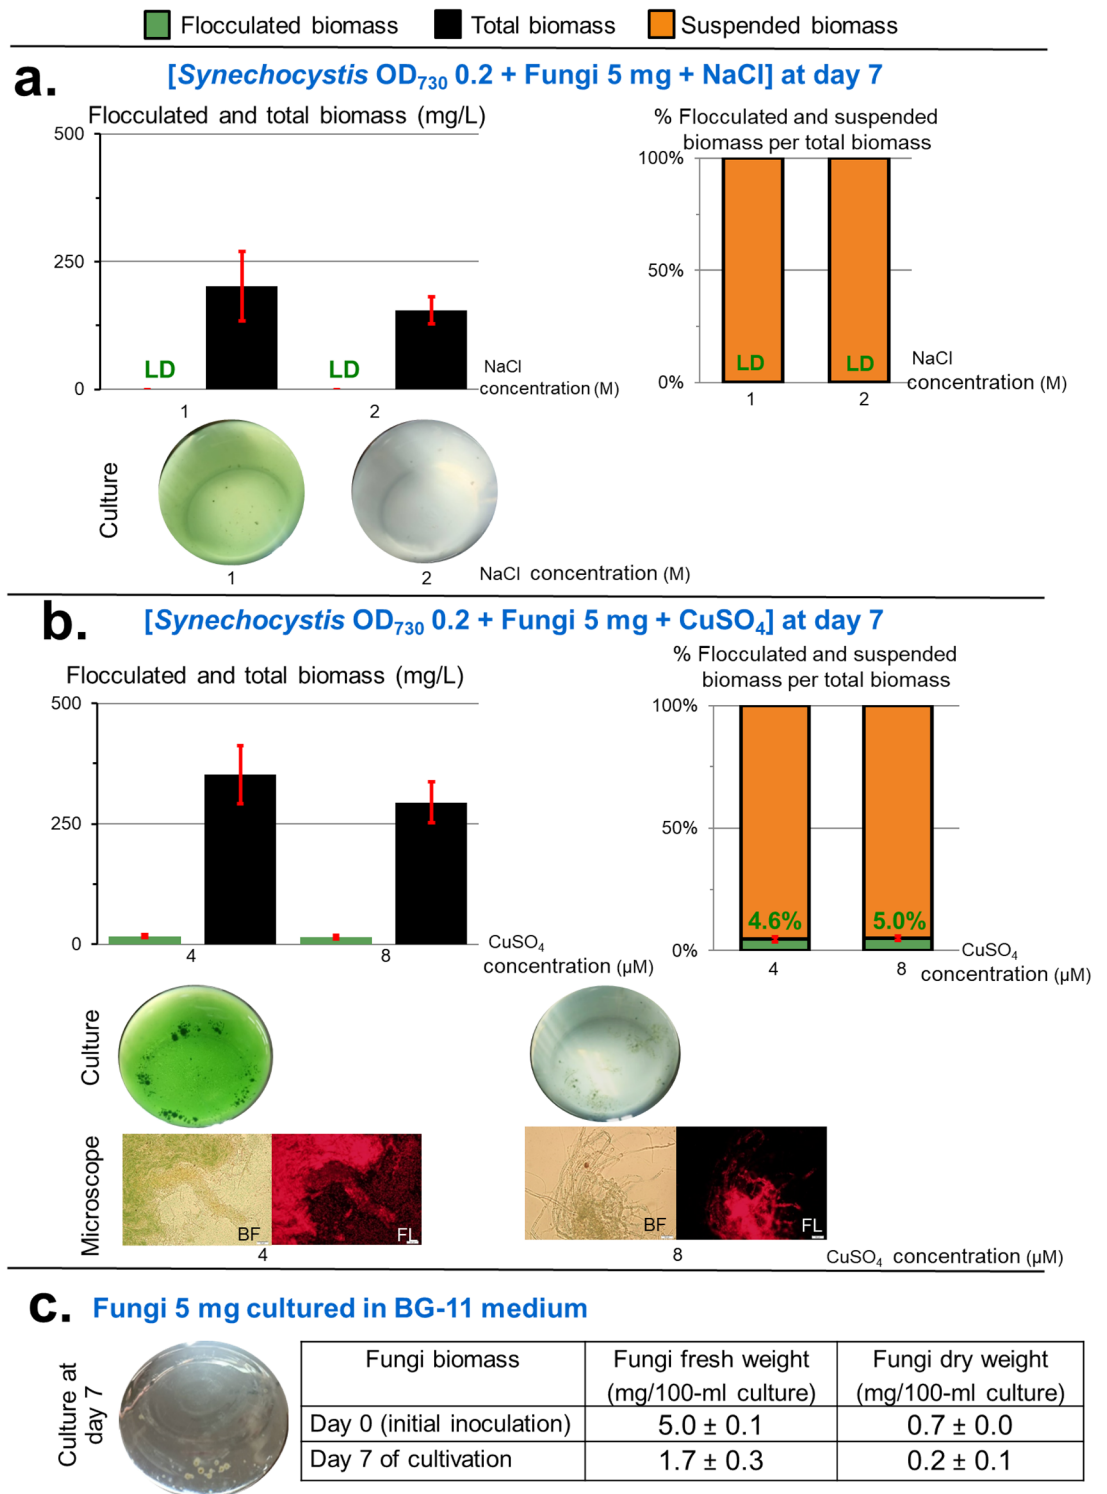 Flocculated biomass Total biomass Suspended biomass
a.
[Synechocystis OD730 0.2 + Fungi 5 mg + NaCl] at day 7
Flocculated and total biomass (mg/L)
500
250
0
LD
LD
1
2
NaCl
concentration (M)
% Flocculated and suspended
biomass per total biomass
100%
50%
0%
LD
LD
1
2
NaCl
concentration (M)
Culture
1
2
NaCl concentration (M)
b.
[Synechocystis OD730 0.2 + Fungi 5 mg + CuSO4] at day 7
Flocculated and total biomass (mg/L)
500
250
0
4
8
CuSO4
concentration (µM)
% Flocculated and suspended
biomass per total biomass
100%
50%
0%
4.6%
5.0%
4
8
CuSO4
concentration (µM)
Culture
Microscope
BF
FL
BF
FL
4
8
CuSO4 concentration (µM)
c.
Fungi 5 mg cultured in BG-11 medium
Culture at
day 7
Fungi biomass
Fungi fresh weight
(mg/100-ml culture)
Fungi dry weight
(mg/100-ml culture)
Day 0 (initial inoculation) 5.0 ± 0.1 0.7 ± 0.0
Day 7 of cultivation 1.7 ± 0.3 0.2 ± 0.1